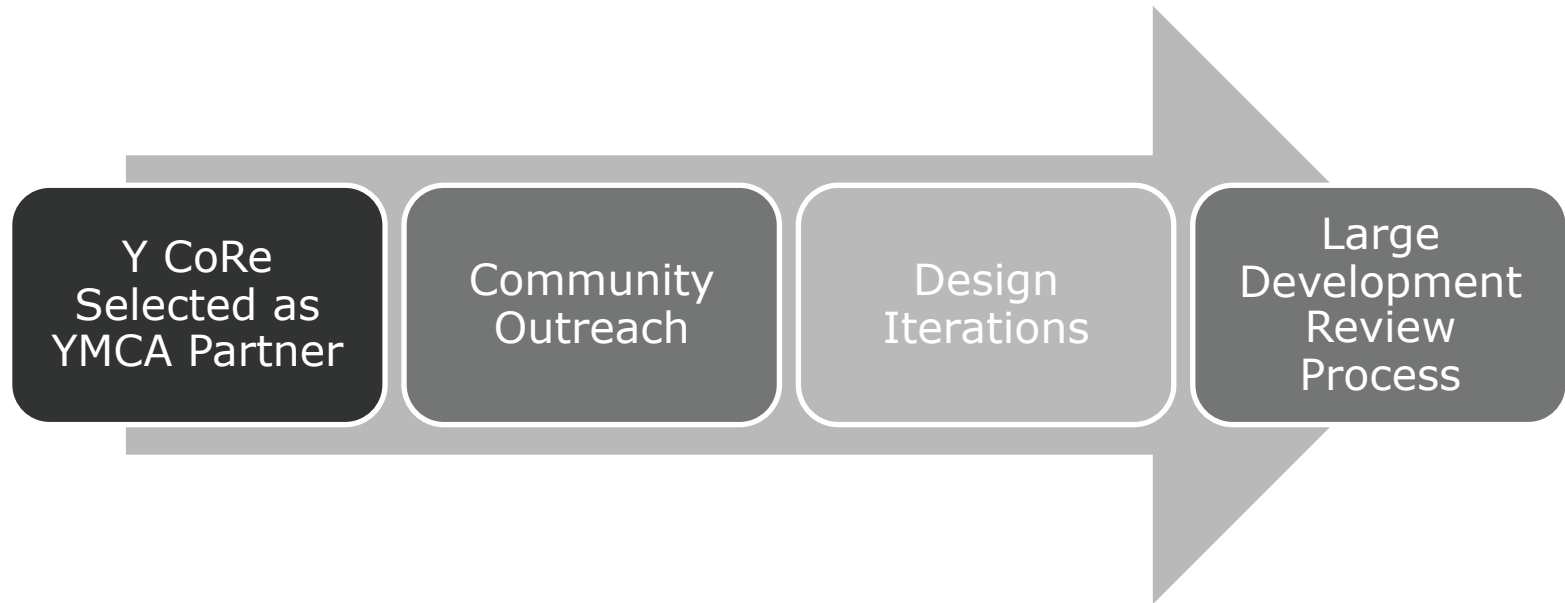 Y CoRe
Selected as
YMCA Partner
Community
Outreach
Design
Iterations
Large
Development
Review
Process